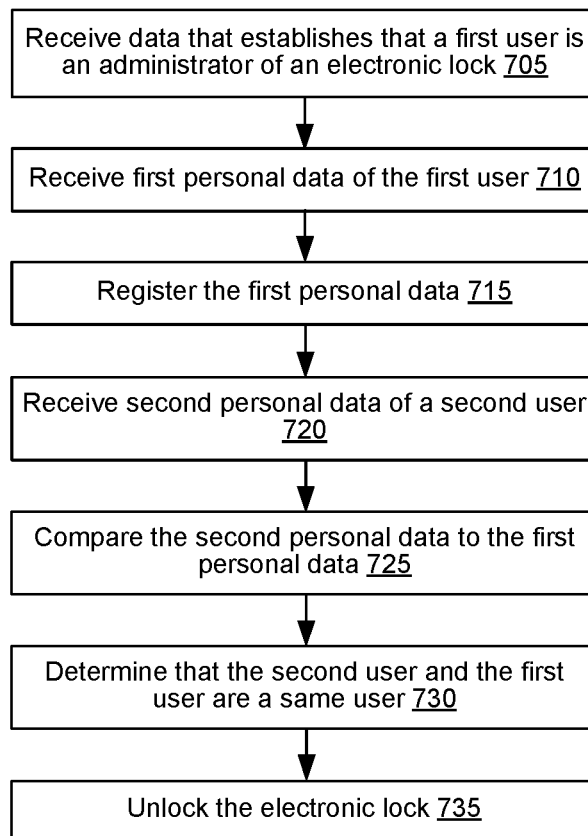 Receive data that establishes that a first user is
an administrator of an electronic lock 705
Receive first personal data of the first user 710
Register the first personal data 715
Receive second personal data of a second user
720
Compare the second personal data to the first
personal data 725
Determine that the second user and the first
user are a same user 730
Unlock the electronic lock 735